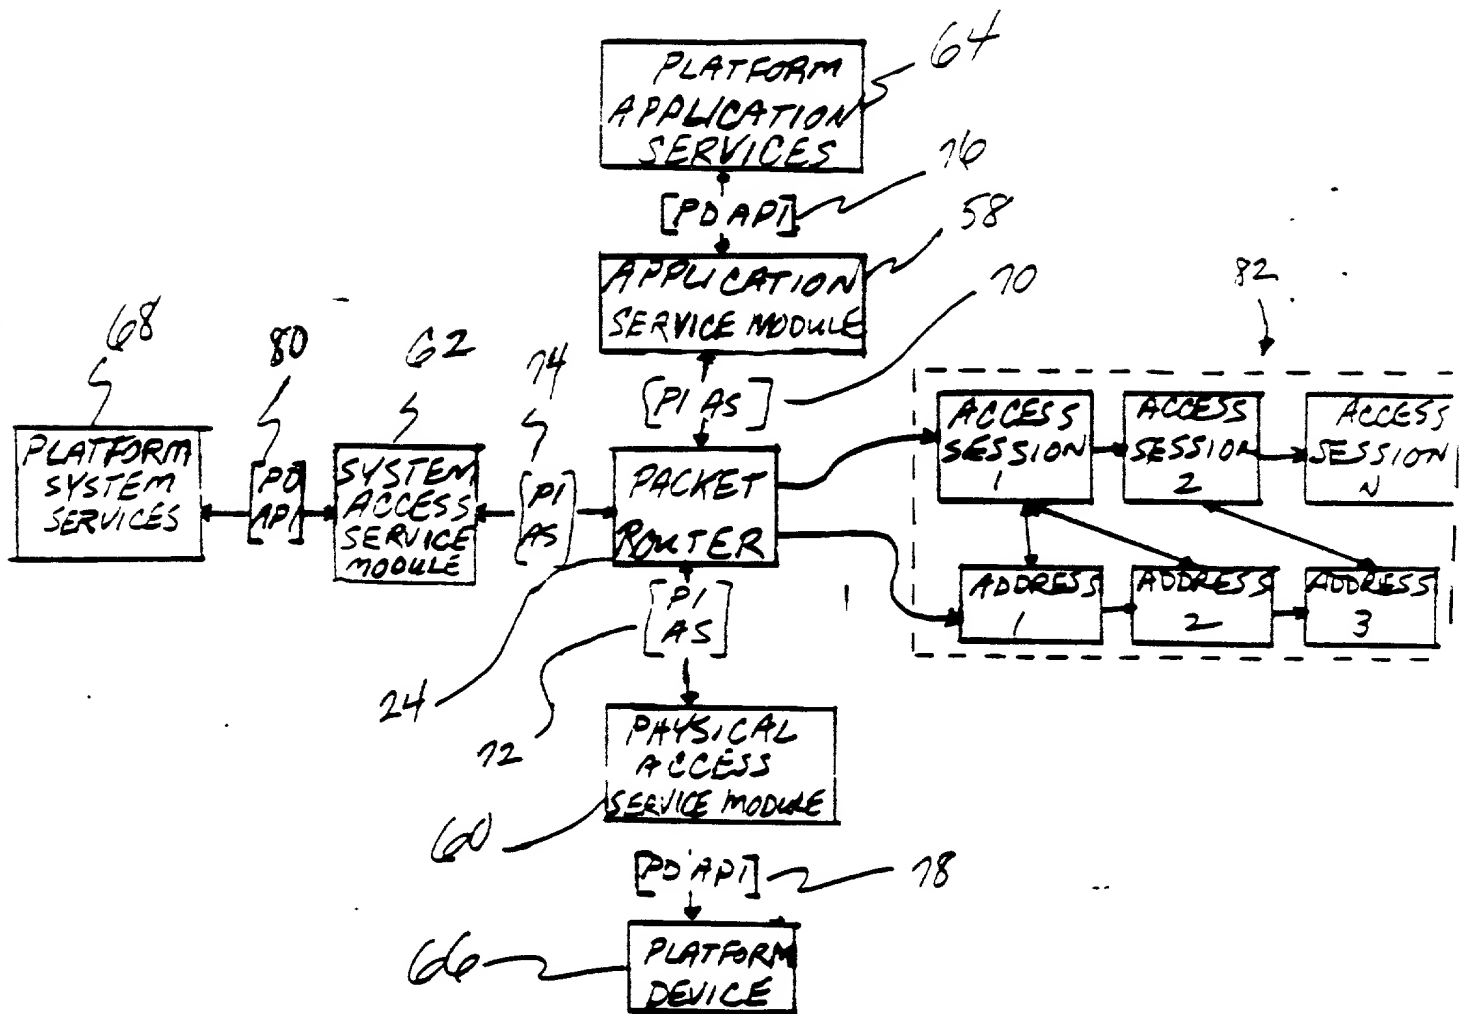 PLATFORM
APPLICATION
SERVICES
64
[PD API]
76
APPLICATION
SERVICE MODULE
58
[PI AS]
70
82
68
80
62
74
PLATFORM
SYSTEM
SERVICES
[PD
API]
SYSTEM
ACCESS
SERVICE
MODULE
[PI
AS]
PACKET
ROUTER
ACCESS
SESSION
1
ACCESS
SESSION
2
ACCESS
SESSION
N
ADDRESS
1
ADDRESS
2
ADDRESS
3
[PI
AS]
24
72
PHYSICAL
ACCESS
SERVICE MODULE
60
[PD API]
78
PLATFORM
DEVICE
66